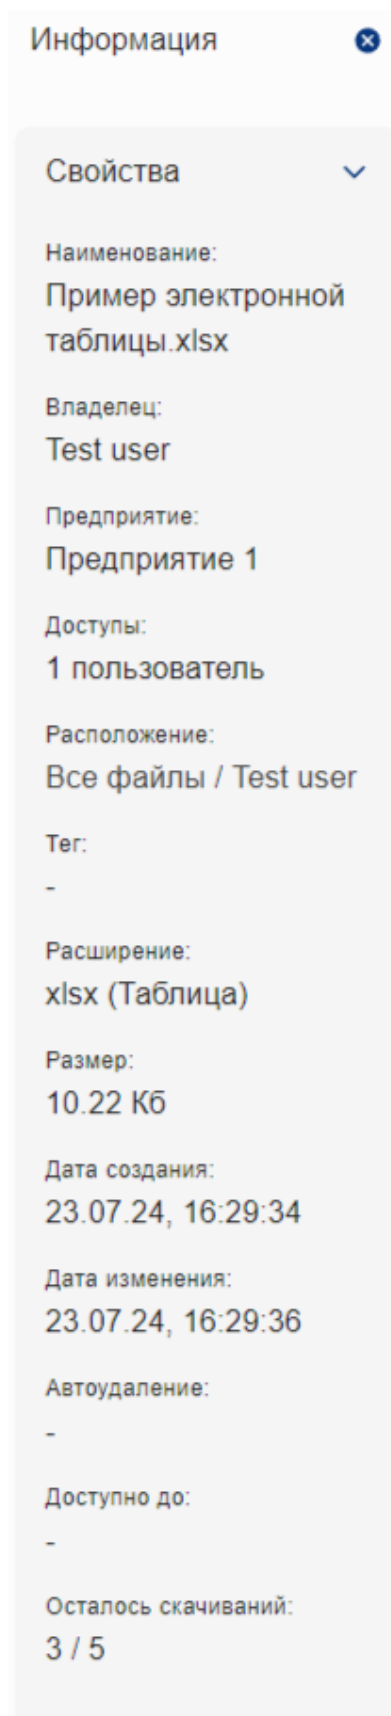 Информация
Свойства
Наименование:
Пример электронной
таблицы.xlsx
Владелец:
Test user
Предприятие:
Предприятие 1
Доступы:
1 пользователь
Расположение:
Все файлы / Test user
Тег:
-
Расширение:
xlsx (Таблица)
Размер:
10.22 Кб
Дата создания:
23.07.24, 16:29:34
Дата изменения:
23.07.24, 16:29:36
Автоудаление:
-
Доступно до:
-
Осталось скачиваний:
3 / 5